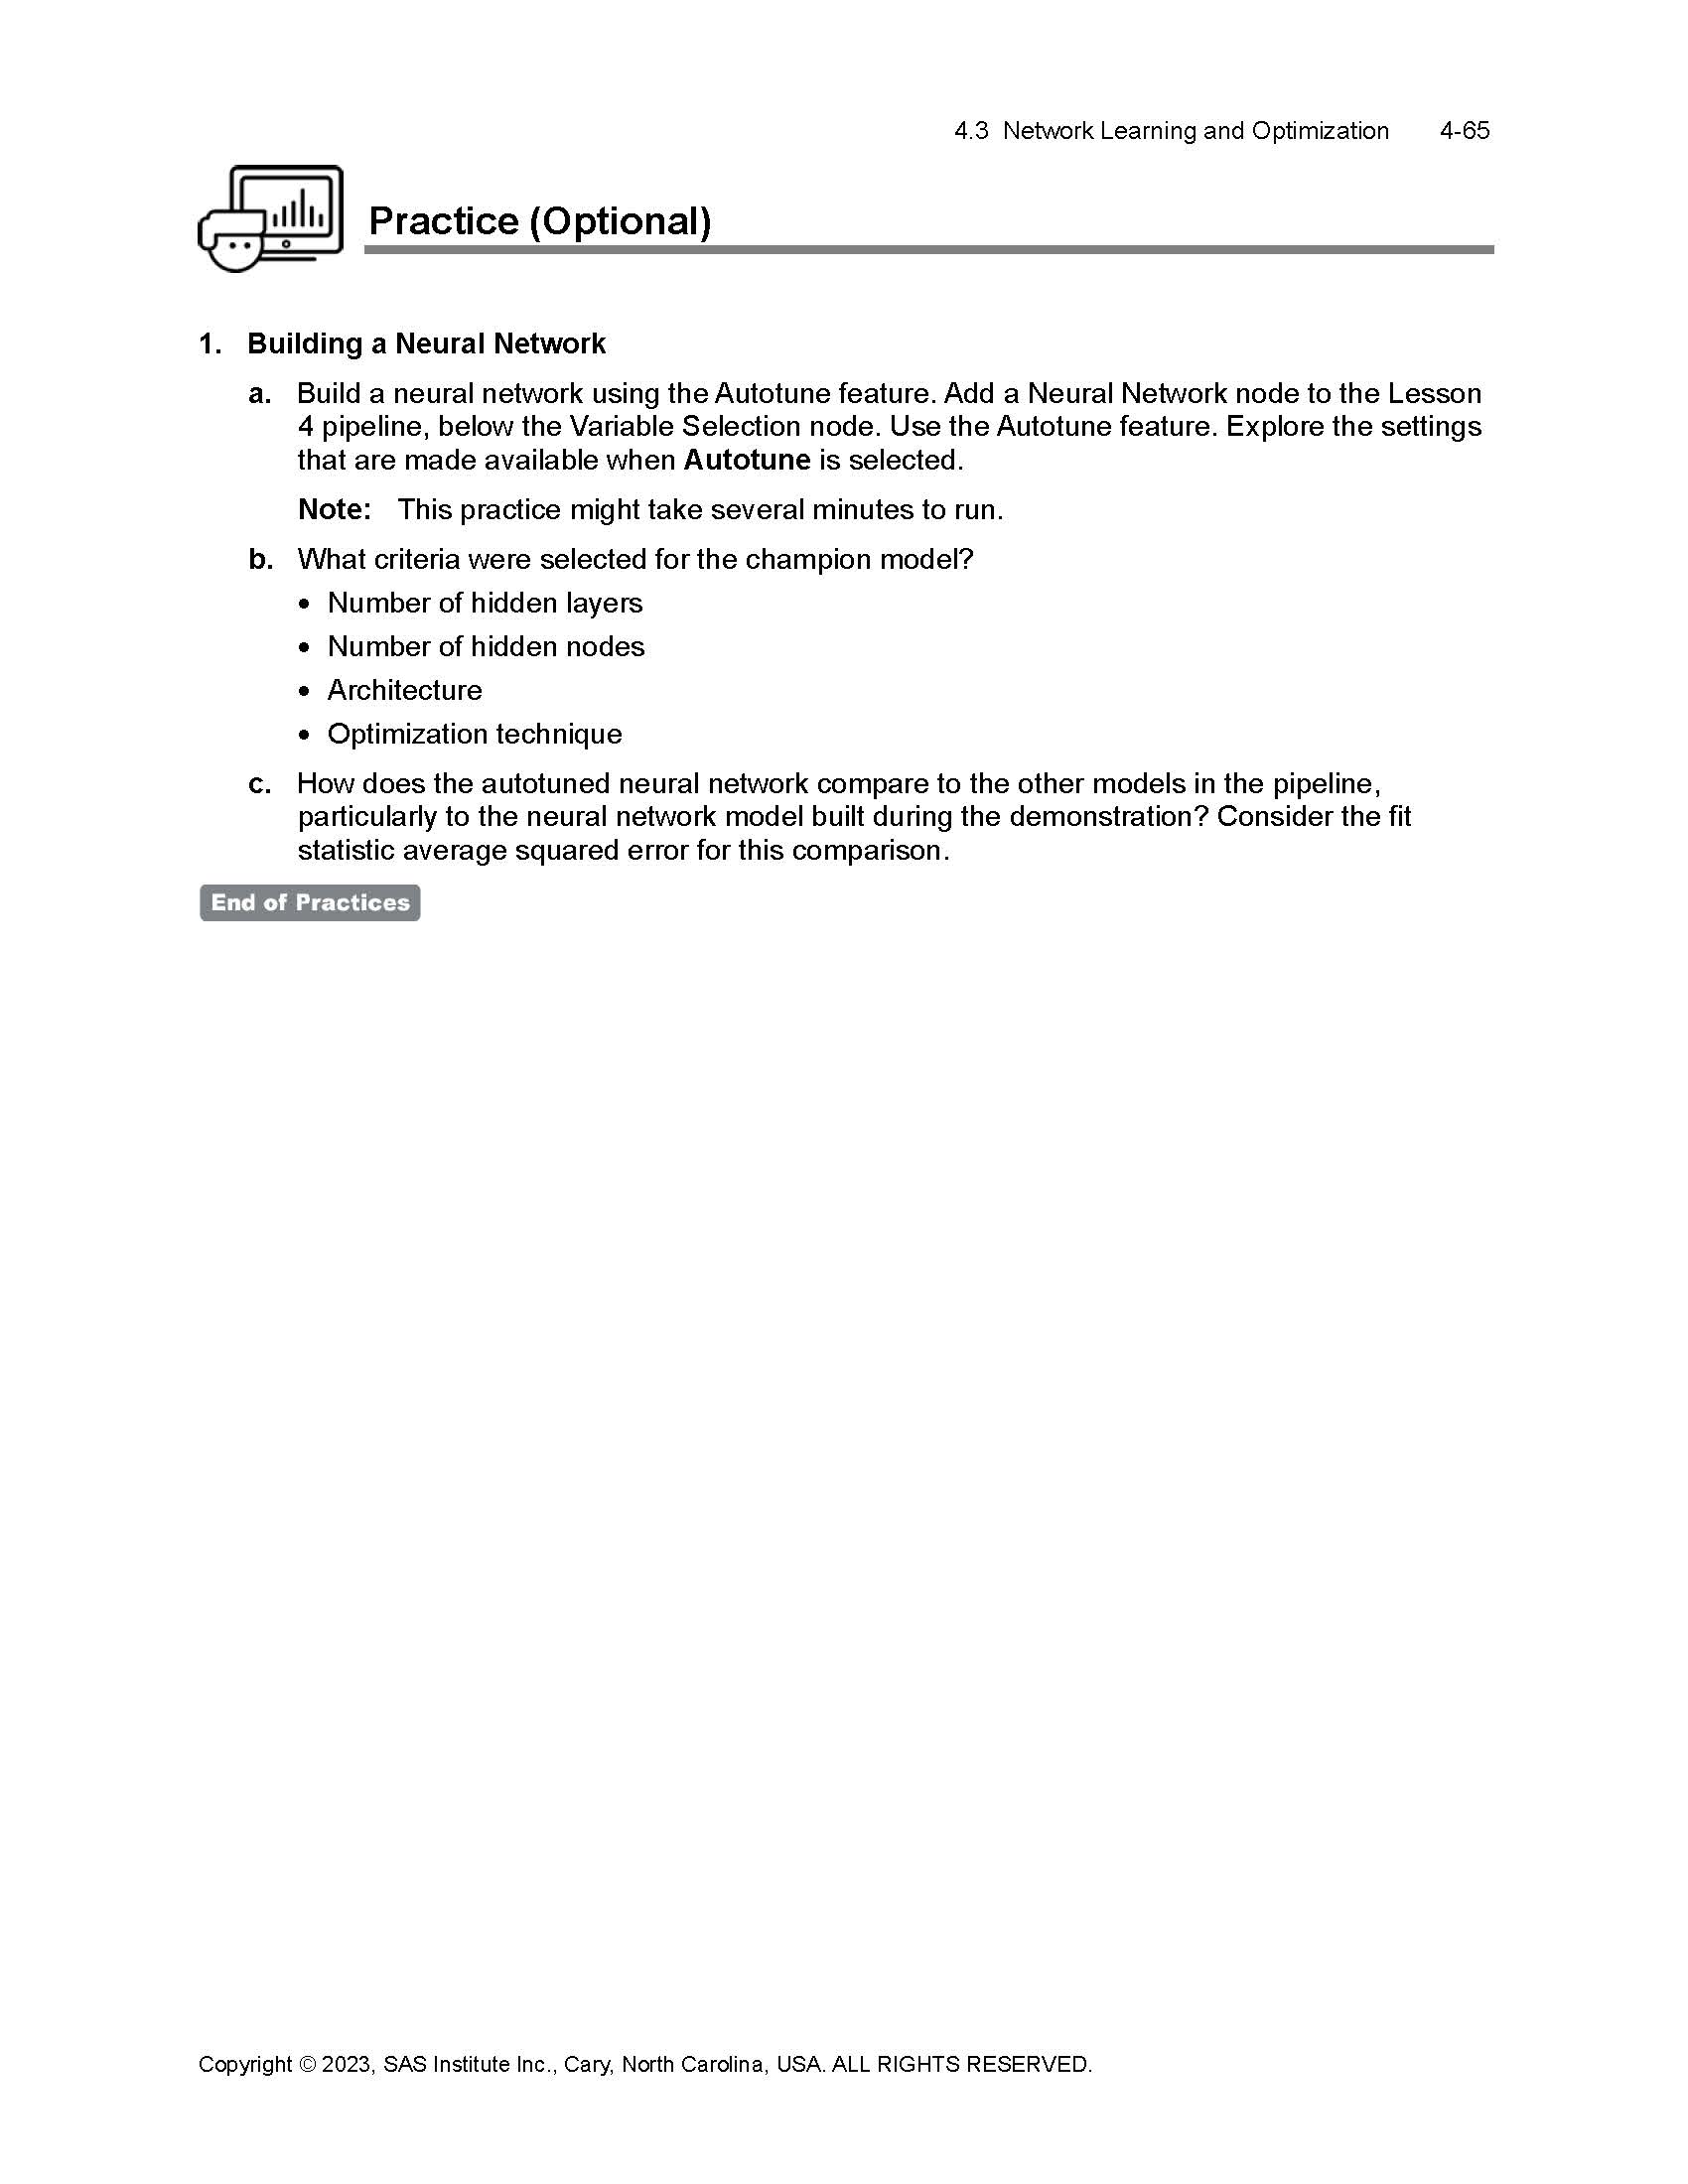 4.3 Network Learning and Optimization 4-65
Practice (Optional)
1. Building a Neural Network
a. Build a neural network using the Autotune feature. Add a Neural Network node to the Lesson
4 pipeline, below the Variable Selection node. Use the Autotune feature. Explore the settings
that are made available when Autotune is selected.
Note: This practice might take several minutes to run.
b. What criteria were selected for the champion model?
• Number of hidden layers
• Number of hidden nodes
• Architecture
• Optimization technique
c. How does the autotuned neural network compare to the other models in the pipeline,
particularly to the neural network model built during the demonstration? Consider the fit
statistic average squared error for this comparison.
End of Practices
Copyright © 2023, SAS Institute Inc., Cary, North Carolina, USA. ALL RIGHTS RESERVED.